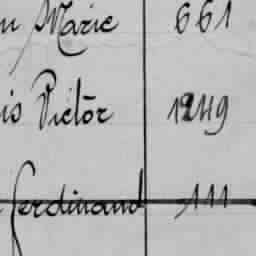 Marie 661
Victor 1249
Ferdinand 111